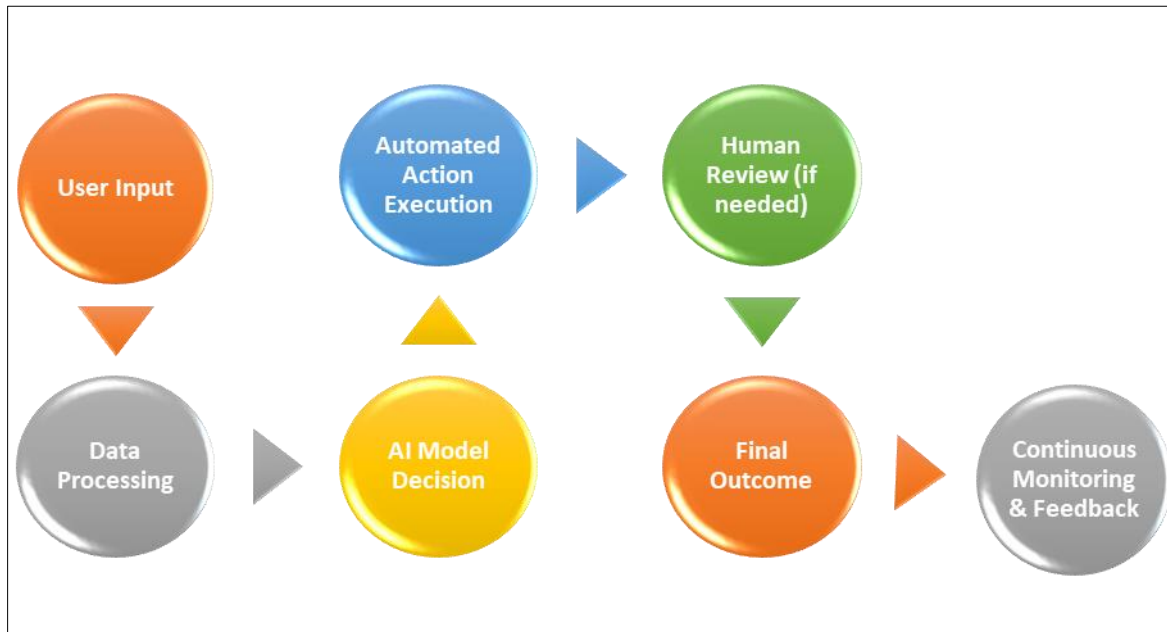 User Input
Data
Processing
AI Model
Decision
Automated
Action
Execution
Human
Review (if
needed)
Final
Outcome
Continuous
Monitoring
& Feedback